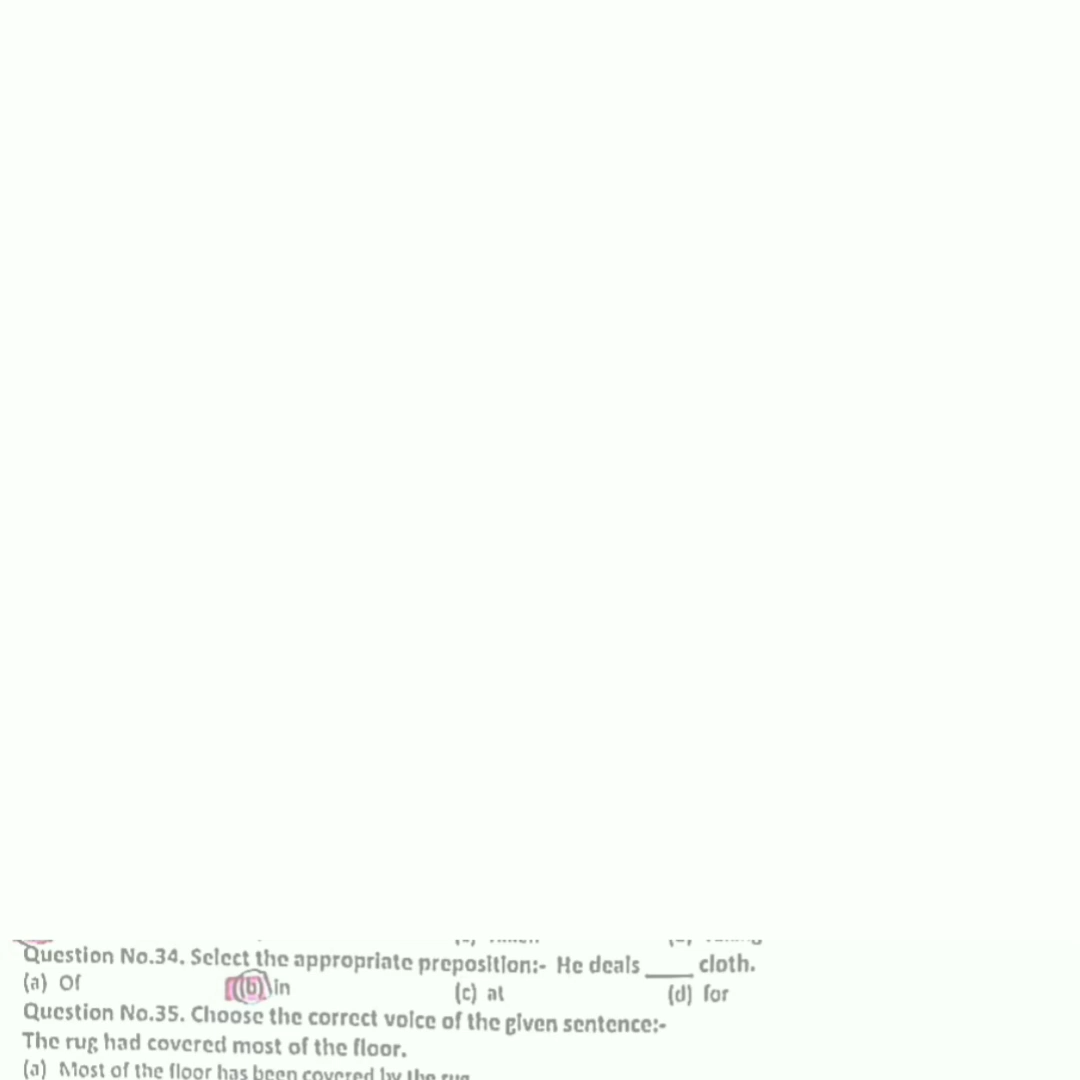 Question No.34. Select the appropriate preposition:- He deals ____ cloth.
(a) Of (b) in (c) at (d) for
Question No.35. Choose the correct voice of the given sentence:-
The rug had covered most of the floor.
(a) Most of the floor has been covered by the rug